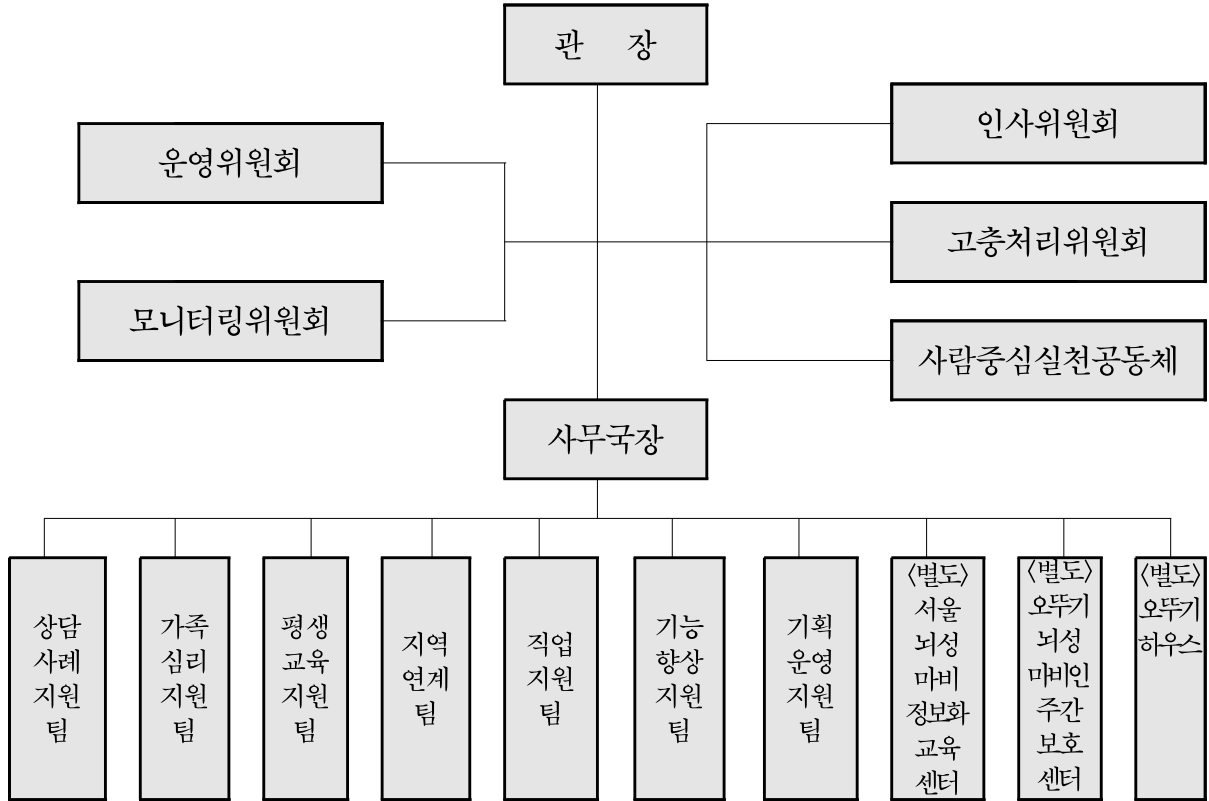 관 장
인사위원회
운영위원회
고충처리위원회
모니터링위원회
사람중심실천공동체
사무국장
상담
사례
지원
팀
가족
심리
지원
팀
평생
교육
지원
팀
지역
연계
팀
직업
지원
팀
기능
향상
지원
팀
기획
운영
지원
팀
〈별도〉
서울
뇌성
마비
정보화
교육
센터
〈별도〉
오뚜기
뇌성
마비인
주간
보호
센터
〈별도〉
오뚜기
하우스